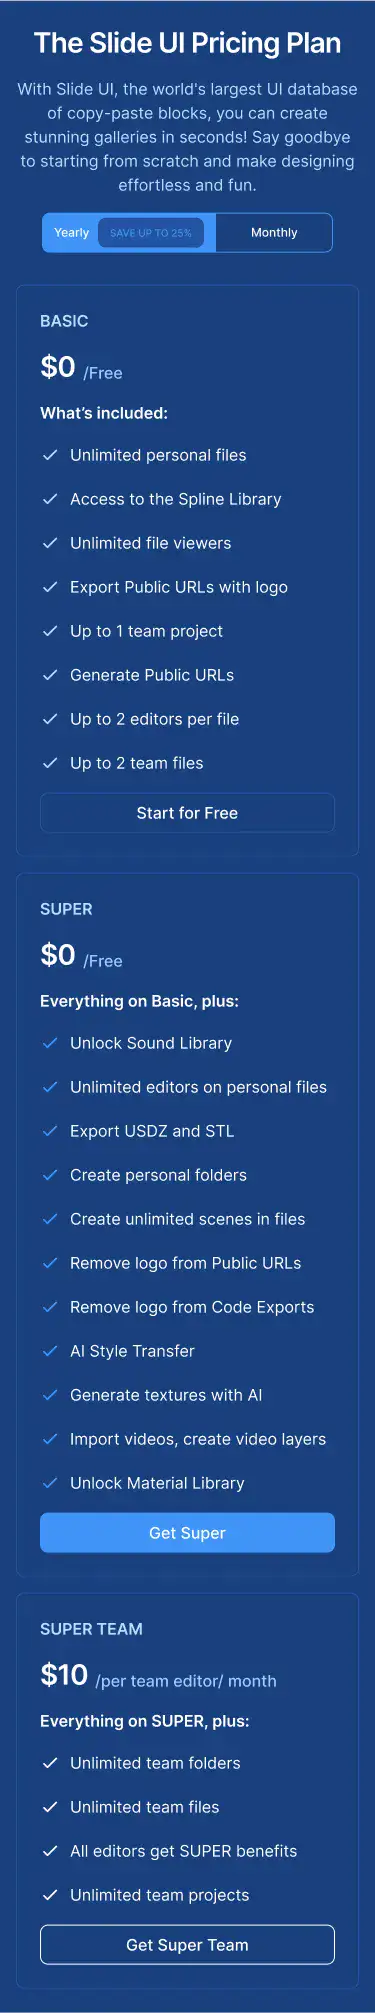 The Slide UI Pricing Plan
With Slide UI, the world's largest UI database
of copy-paste blocks, you can create
stunning galleries in seconds! Say goodbye
to starting from scratch and make designing
effortless and fun.
Yearly SAVE UP TO 25% Monthly
BASIC
$0 /Free
What's included:
Unlimited personal files
Access to the Spline Library
Unlimited file viewers
Export Public URLs with logo
Up to 1 team project
Generate Public URLs
Up to 2 editors per file
Up to 2 team files
Start for Free
SUPER
$0 /Free
Everything on Basic, plus:
Unlock Sound Library
Unlimited editors on personal files
Export USDZ and STL
Create personal folders
Create unlimited scenes in files
Remove logo from Public URLs
Remove logo from Code Exports
AI Style Transfer
Generate textures with AI
Import videos, create video layers
Unlock Material Library
Get Super
SUPER TEAM
$10 /per team editor/ month
Everything on SUPER, plus:
Unlimited team folders
Unlimited team files
All editors get SUPER benefits
Unlimited team projects
Get Super Team